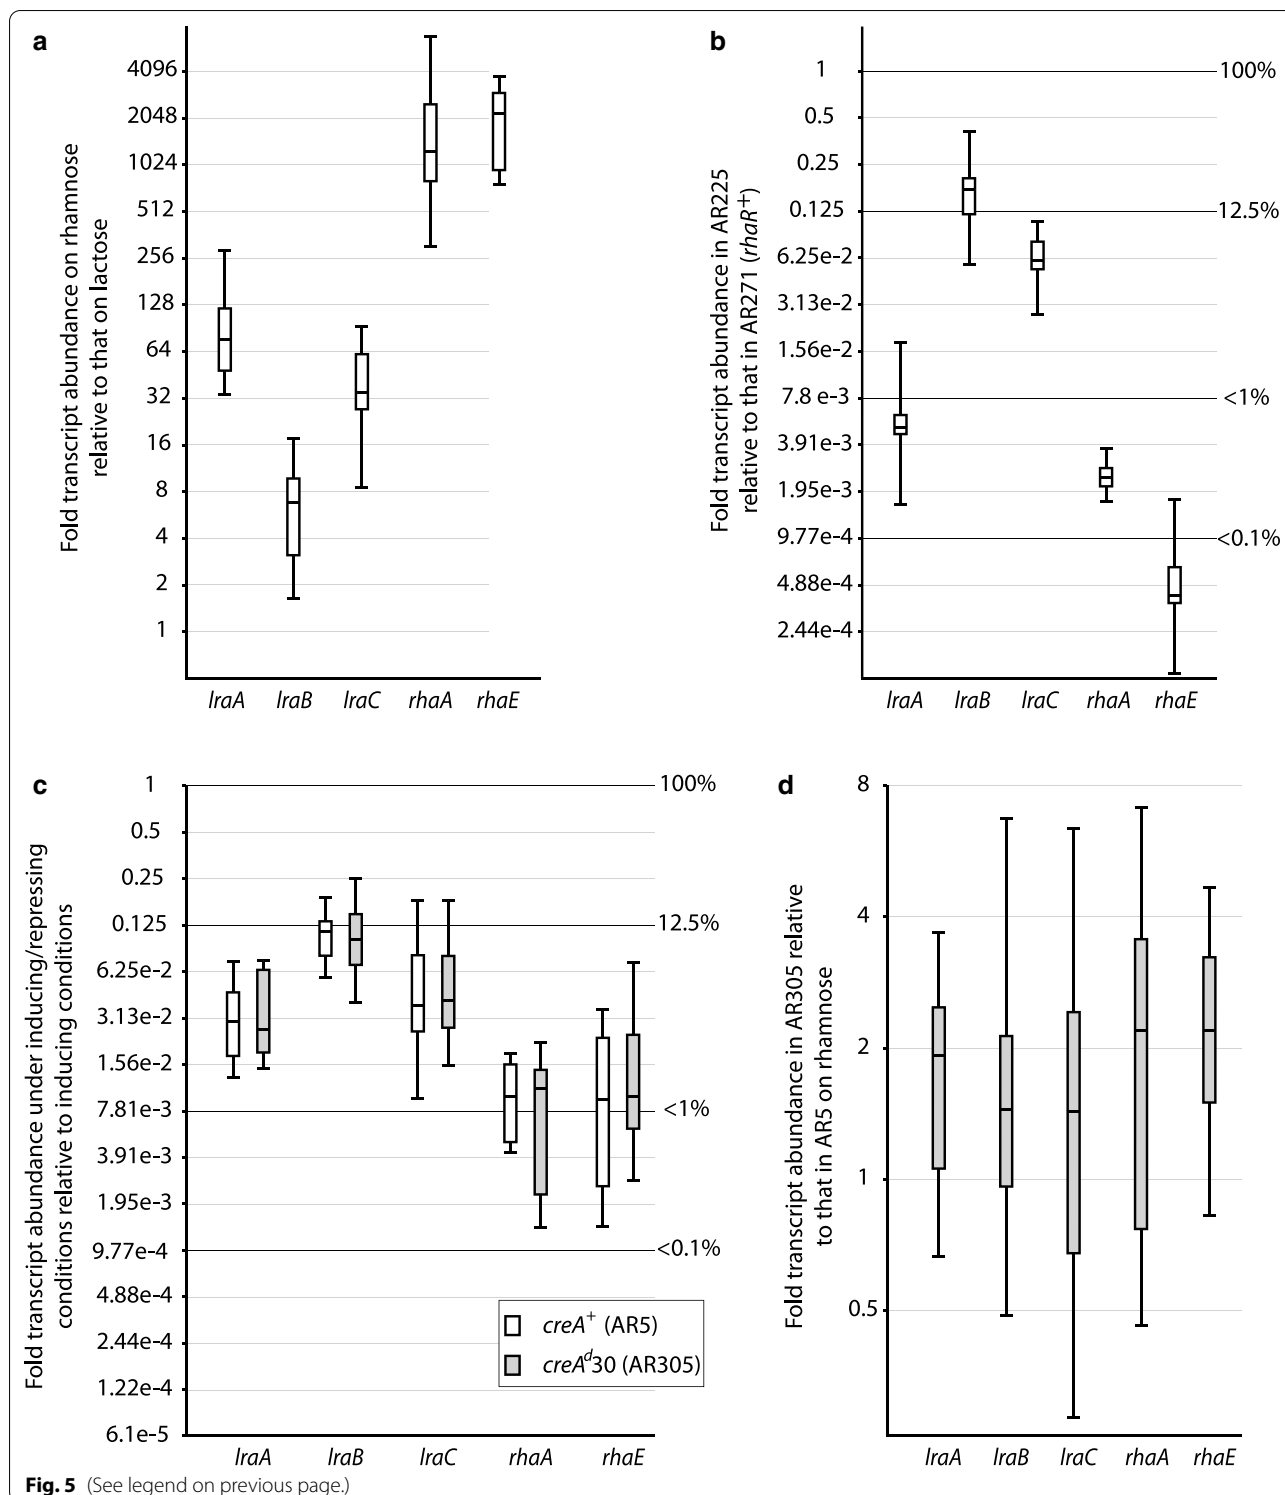 a
Fold transcript abundance on rhamnose
relative to that on lactose
4096
2048
1024
512
256
128
64
32
16
8
4
2
1
lraA lraB lraC rhaA rhaE
b
Fold transcript abundance in AR225
relative to that in AR271 (rhaR+)
1 100%
0.5
0.25
0.125 12.5%
6.25e-2
3.13e-2
1.56e-2
7.8 e-3 <1%
3.91e-3
1.95e-3
9.77e-4 <0.1%
4.88e-4
2.44e-4
lraA lraB lraC rhaA rhaE
c
Fold transcript abundance under inducing/repressing
conditions relative to inducing conditions
1 100%
0.5
0.25
0.125 12.5%
6.25e-2
3.13e-2
1.56e-2
7.81e-3 <1%
3.91e-3
1.95e-3
9.77e-4 <0.1%
4.88e-4
2.44e-4
1.22e-4
6.1e-5
creA+ (AR5)
creAd30 (AR305)
lraA lraB lraC rhaA rhaE
d
Fold transcript abundance in AR305 relative
to that in AR5 on rhamnose
8
4
2
1
0.5
lraA lraB lraC rhaA rhaE
Fig. 5 (See legend on previous page.)